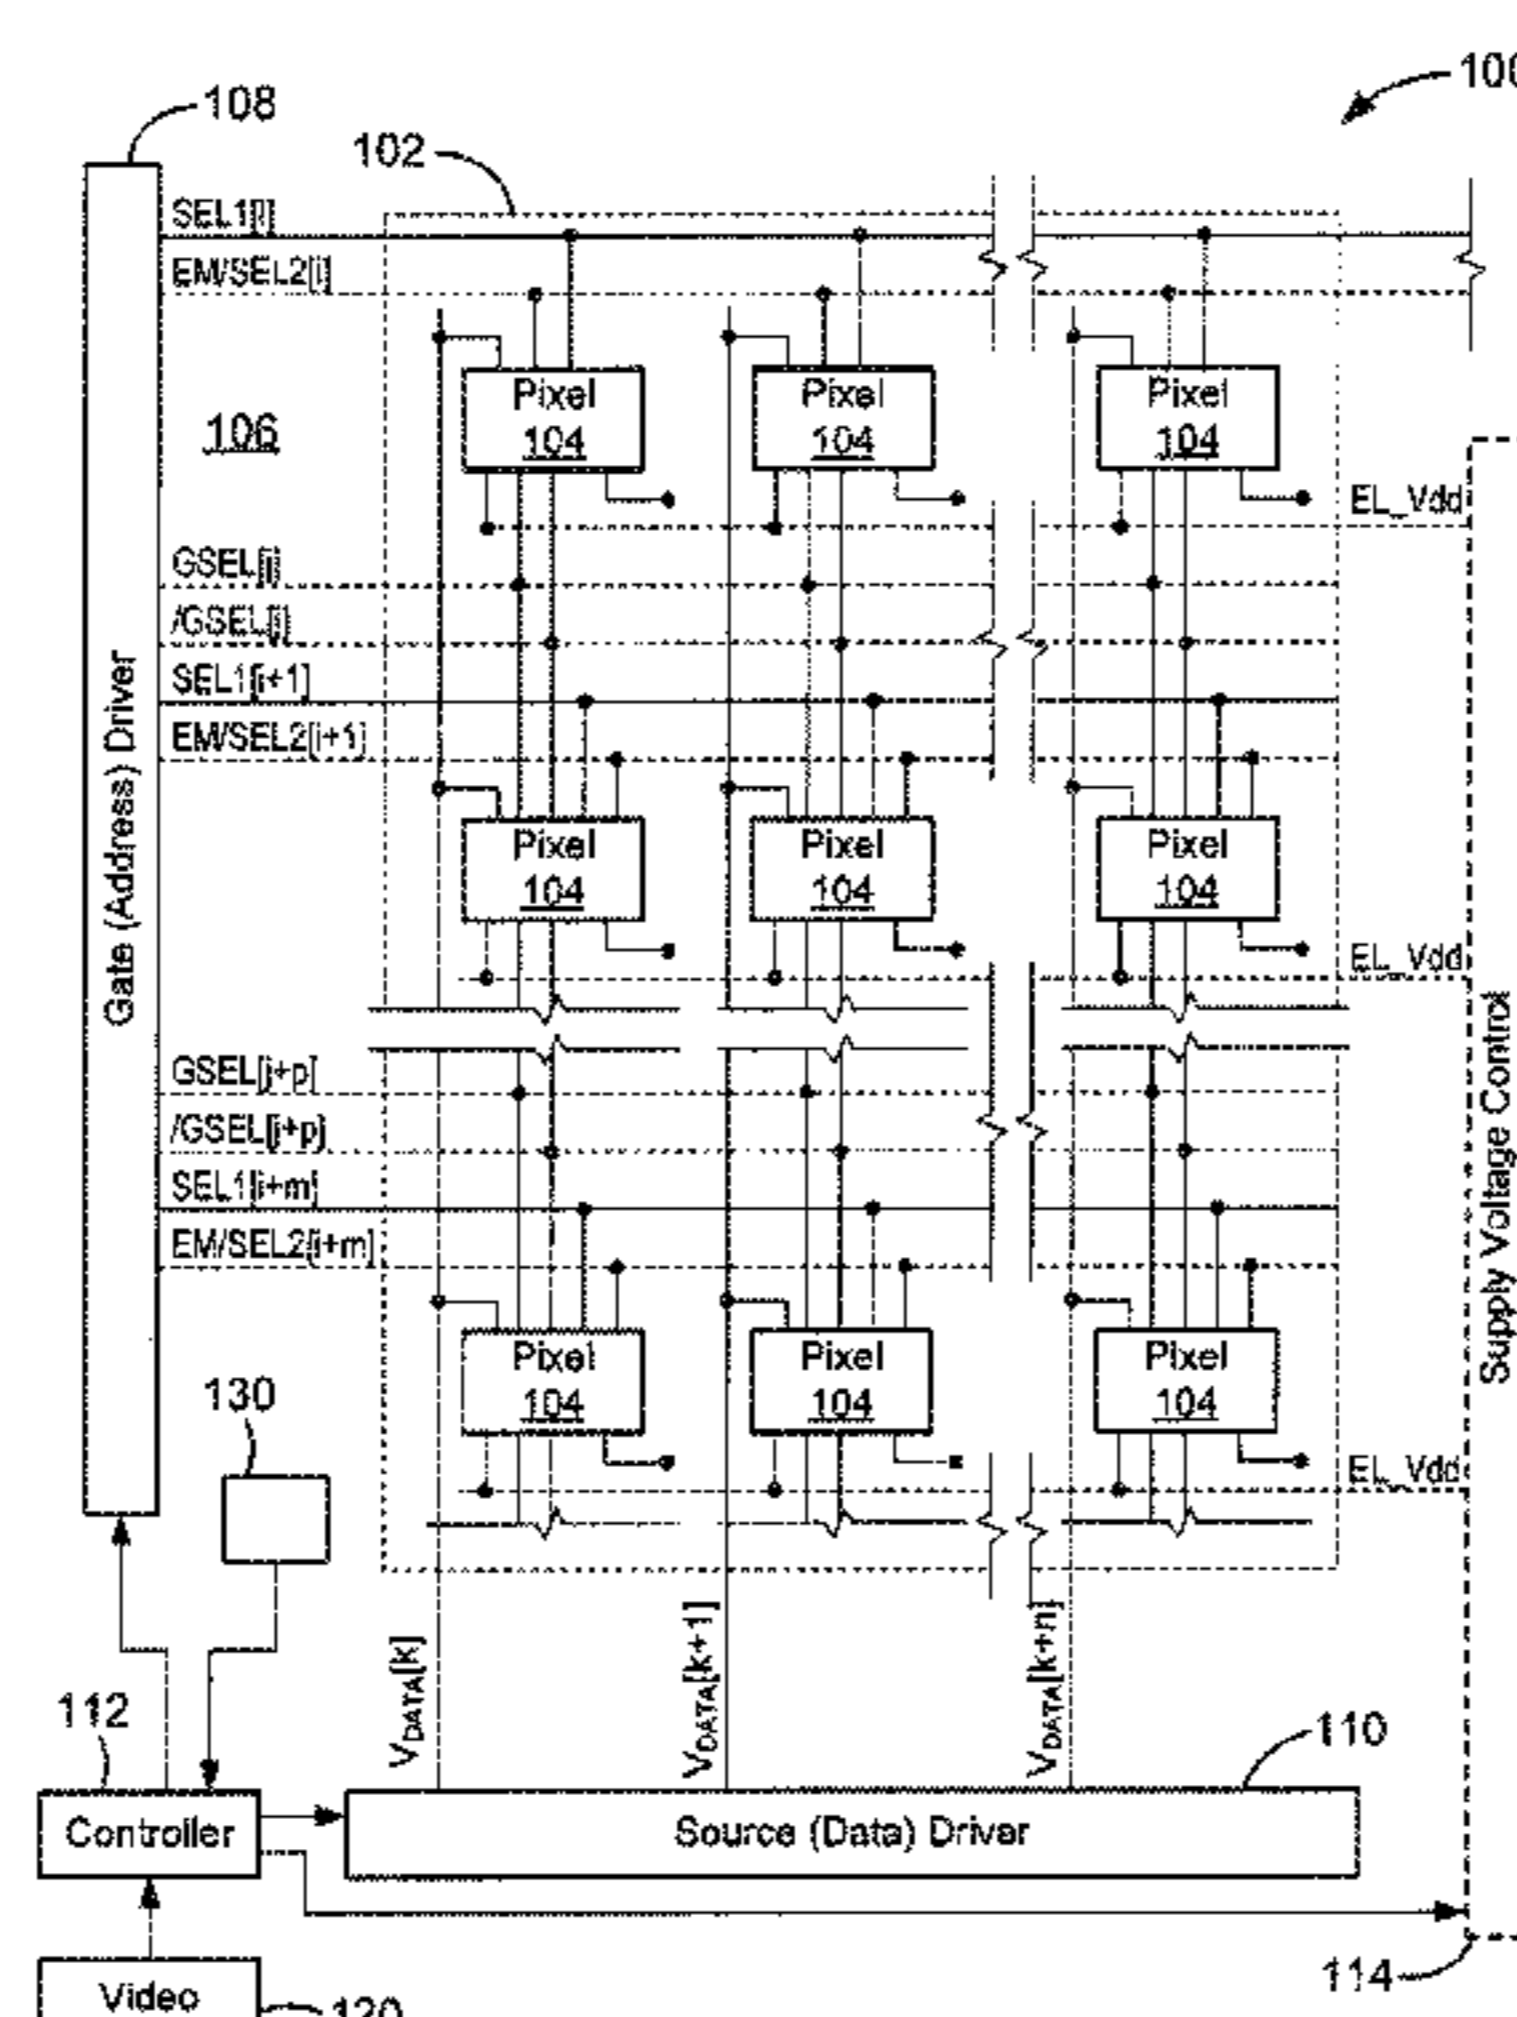 100
108
102
SEL1[i]
EM/SEL2[i]
Pixel
104
Pixel
104
Pixel
104
106
EL_Vdd
GSEL[j]
/GSEL[j]
SEL1[i+1]
EM/SEL2[i+1]
Gate (Address) Driver
Pixel
104
Pixel
104
Pixel
104
EL_Vdd
Supply Voltage Control
GSEL[j+p]
/GSEL[j+p]
SEL1[i+m]
EM/SEL2[i+m]
Pixel
104
Pixel
104
Pixel
104
130
EL_Vdd
VDATA[k]
VDATA[k+1]
VDATA[k+n]
112
110
Controller
Source (Data) Driver
114
Video
120